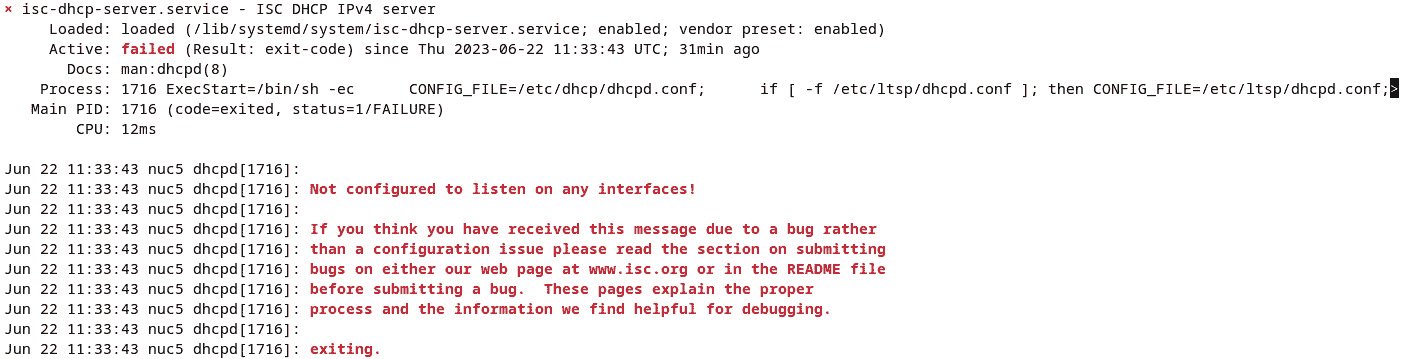 × isc-dhcp-server.service - ISC DHCP IPv4 server
     Loaded: loaded (/lib/systemd/system/isc-dhcp-server.service; enabled; vendor preset: enabled)
     Active: failed (Result: exit-code) since Thu 2023-06-22 11:33:43 UTC; 31min ago
       Docs: man:dhcpd(8)
    Process: 1716 ExecStart=/bin/sh -ec      CONFIG_FILE=/etc/dhcp/dhcpd.conf;      if [ -f /etc/ltsp/dhcpd.conf ]; then CONFIG_FILE=/etc/ltsp/dhcpd.conf;>
   Main PID: 1716 (code=exited, status=1/FAILURE)
        CPU: 12ms

Jun 22 11:33:43 nuc5 dhcpd[1716]:
Jun 22 11:33:43 nuc5 dhcpd[1716]: Not configured to listen on any interfaces!
Jun 22 11:33:43 nuc5 dhcpd[1716]:
Jun 22 11:33:43 nuc5 dhcpd[1716]: If you think you have received this message due to a bug rather
Jun 22 11:33:43 nuc5 dhcpd[1716]: than a configuration issue please read the section on submitting
Jun 22 11:33:43 nuc5 dhcpd[1716]: bugs on either our web page at www.isc.org or in the README file
Jun 22 11:33:43 nuc5 dhcpd[1716]: before submitting a bug.  These pages explain the proper
Jun 22 11:33:43 nuc5 dhcpd[1716]: process and the information we find helpful for debugging.
Jun 22 11:33:43 nuc5 dhcpd[1716]:
Jun 22 11:33:43 nuc5 dhcpd[1716]: exiting.